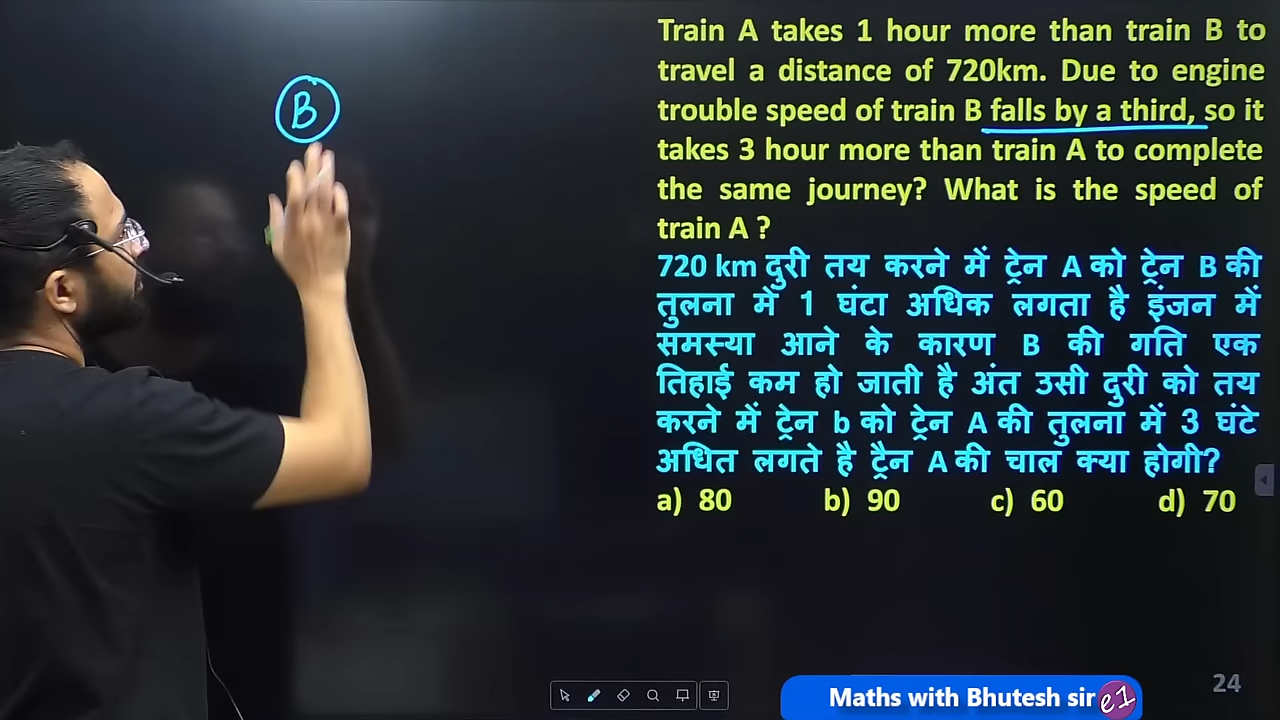 B
Train A takes 1 hour more than train B to
travel a distance of 720km. Due to engine
trouble speed of train B falls by a third, so it
takes 3 hour more than train A to complete
the same journey? What is the speed of
train A ?
720 km दुरी तय करने में ट्रेन A को ट्रेन B की
तुलना में 1 घंटा अधिक लगता है इंजन में
समस्या आने के कारण B की गति एक
तिहाई कम हो जाती है अंत उसी दुरी को तय
करने में ट्रेन b को ट्रेन A की तुलना में 3 घंटे
अधित लगते है ट्रैन A की चाल क्या होगी?
a) 80 b) 90 c) 60 d) 70
24
Maths with Bhutesh sir e1